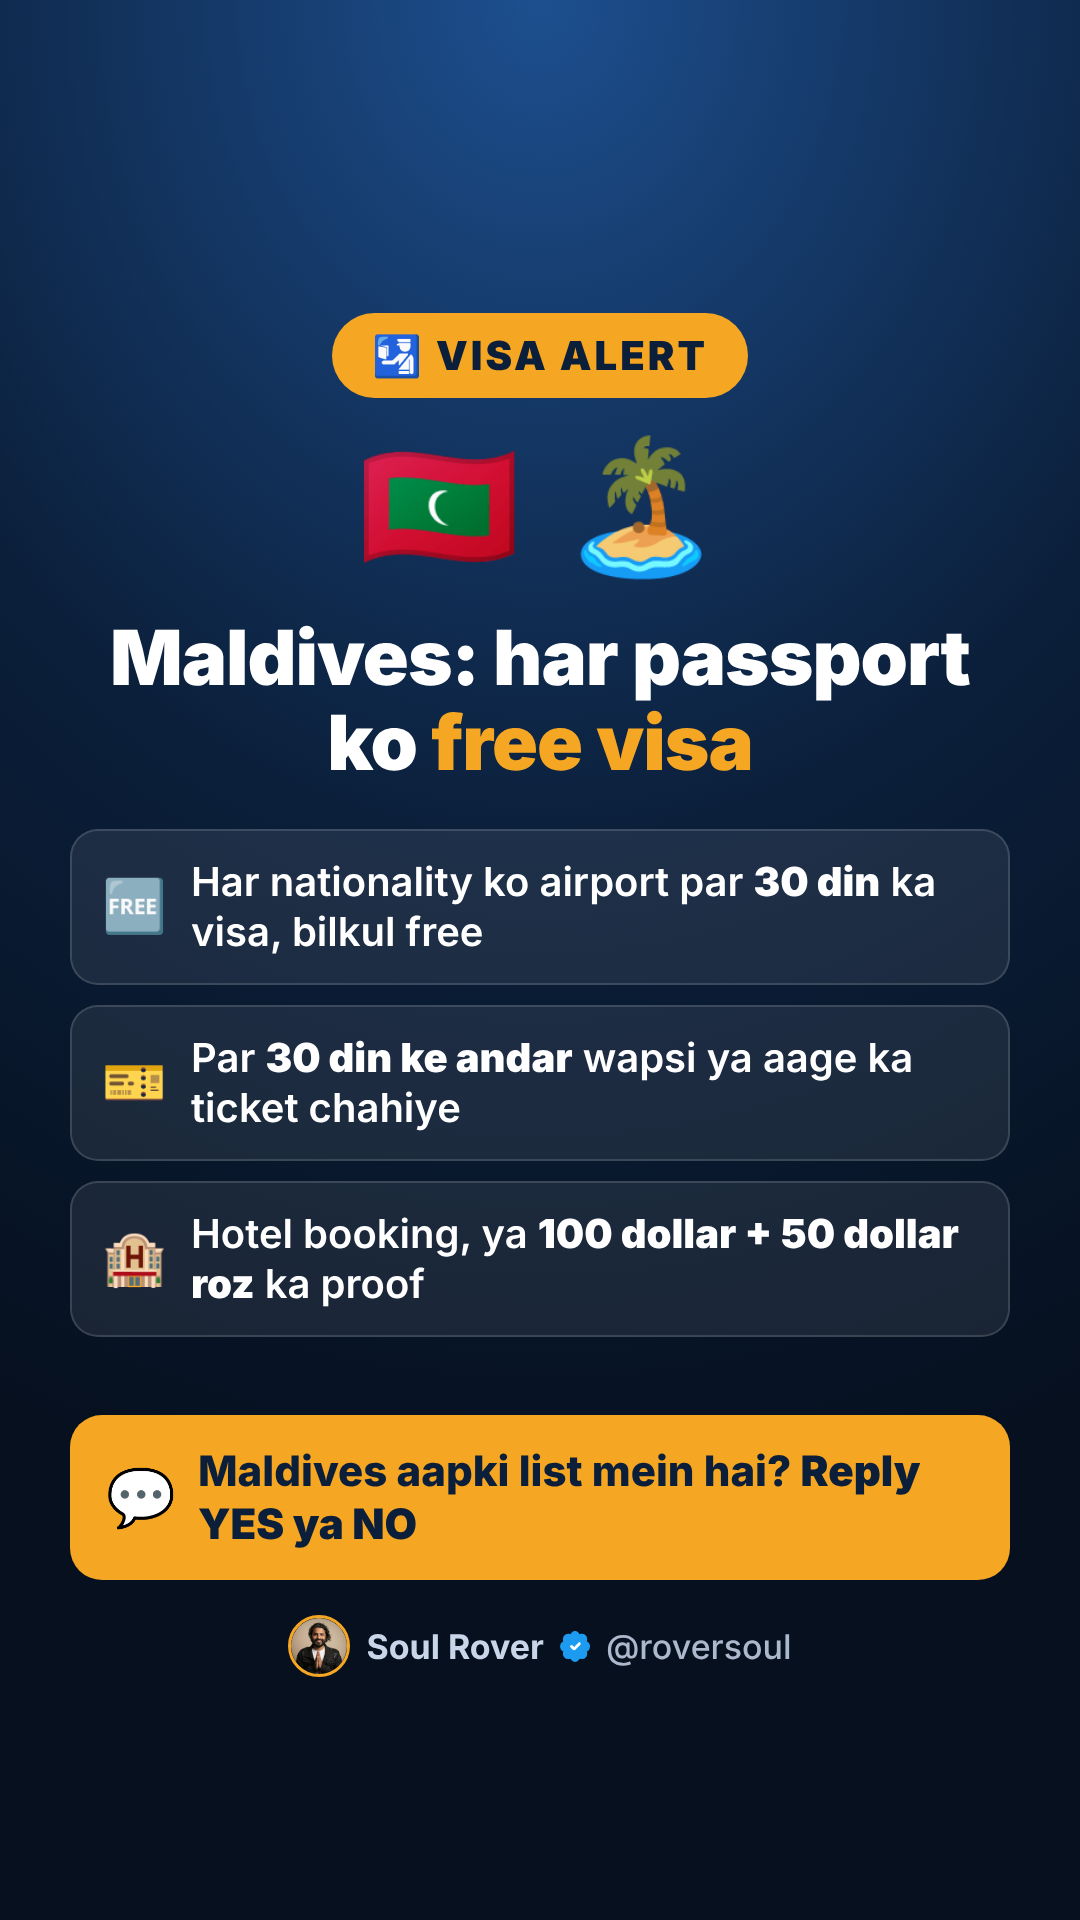 VISA ALERT
Maldives: har passport
ko free visa
FREE
Har nationality ko airport par 30 din ka
visa, bilkul free
Par 30 din ke andar wapsi ya aage ka
ticket chahiye
H
Hotel booking, ya 100 dollar + 50 dollar
roz ka proof
Maldives aapki list mein hai? Reply
YES ya NO
Soul Rover @roversoul